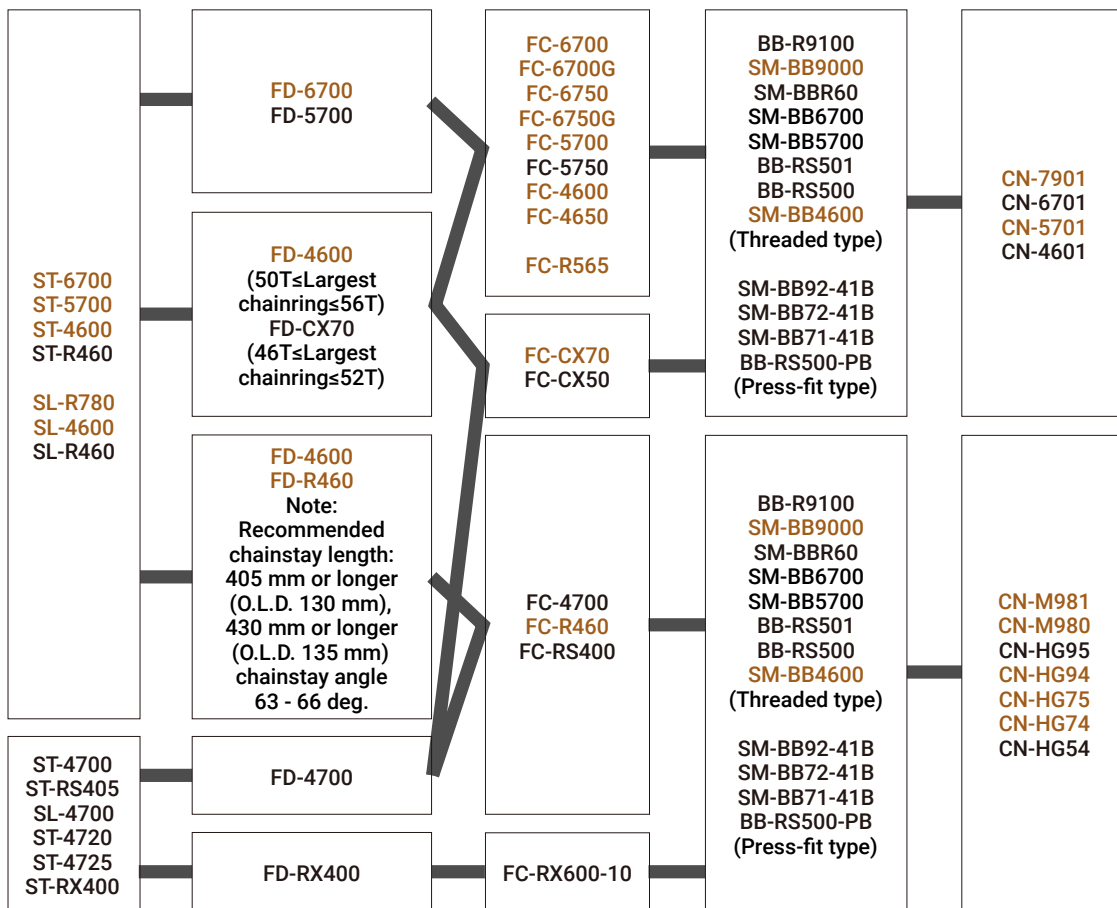 ST-6700
ST-5700
ST-4600
ST-R460
SL-R780
SL-4600
SL-R460
FD-6700
FD-5700
FD-4600
(50T≤Largest
chainring≤56T)
FD-CX70
(46T≤Largest
chainring≤52T)
FD-4600
FD-R460
Note:
Recommended
chainstay length:
405 mm or longer
(O.L.D. 130 mm),
430 mm or longer
(O.L.D. 135 mm)
chainstay angle
63 - 66 deg.
FC-6700
FC-6700G
FC-6750
FC-6750G
FC-5700
FC-5750
FC-4600
FC-4650
FC-R565
FC-CX70
FC-CX50
BB-R9100
SM-BB9000
SM-BBR60
SM-BB6700
SM-BB5700
BB-RS501
BB-RS500
SM-BB4600
(Threaded type)
SM-BB92-41B
SM-BB72-41B
SM-BB71-41B
BB-RS500-PB
(Press-fit type)
CN-7901
CN-6701
CN-5701
CN-4601
ST-4700
ST-RS405
SL-4700
ST-4720
ST-4725
ST-RX400
FD-4700
FD-RX400
FC-4700
FC-R460
FC-RS400
FC-RX600-10
BB-R9100
SM-BB9000
SM-BBR60
SM-BB6700
SM-BB5700
BB-RS501
BB-RS500
SM-BB4600
(Threaded type)
SM-BB92-41B
SM-BB72-41B
SM-BB71-41B
BB-RS500-PB
(Press-fit type)
CN-M981
CN-M980
CN-HG95
CN-HG94
CN-HG75
CN-HG74
CN-HG54